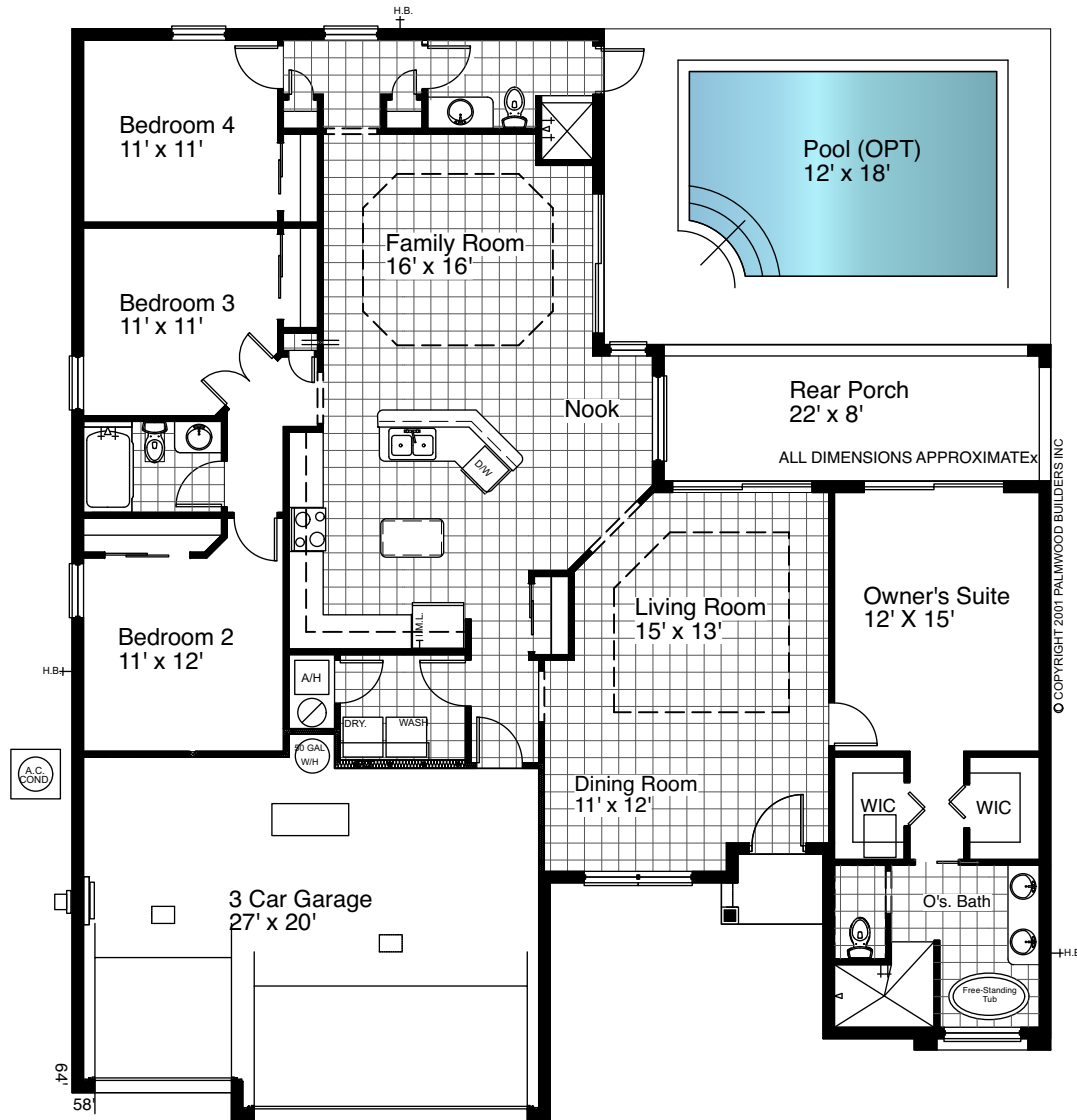 H.B.
Bedroom 4
11' x 11'
Pool (OPT)
12' x 18'
Family Room
16' x 16'
Bedroom 3
11' x 11'
Rear Porch
22' x 8'
Nook
ALL DIMENSIONS APPROXIMATEx
D/W
Living Room
15' x 13'
Owner's Suite
12' X 15'
Bedroom 2
11' x 12'
H.B.
A/H
DRY.
WASH
50 GAL
W/H
A.C.
COND.
Dining Room
11' x 12'
WIC
WIC
3 Car Garage
27' x 20'
O's. Bath
H.B.
Free-Standing
Tub
64'
58'
© COPYRIGHT 2001 PALMWOOD BUILDERS INC